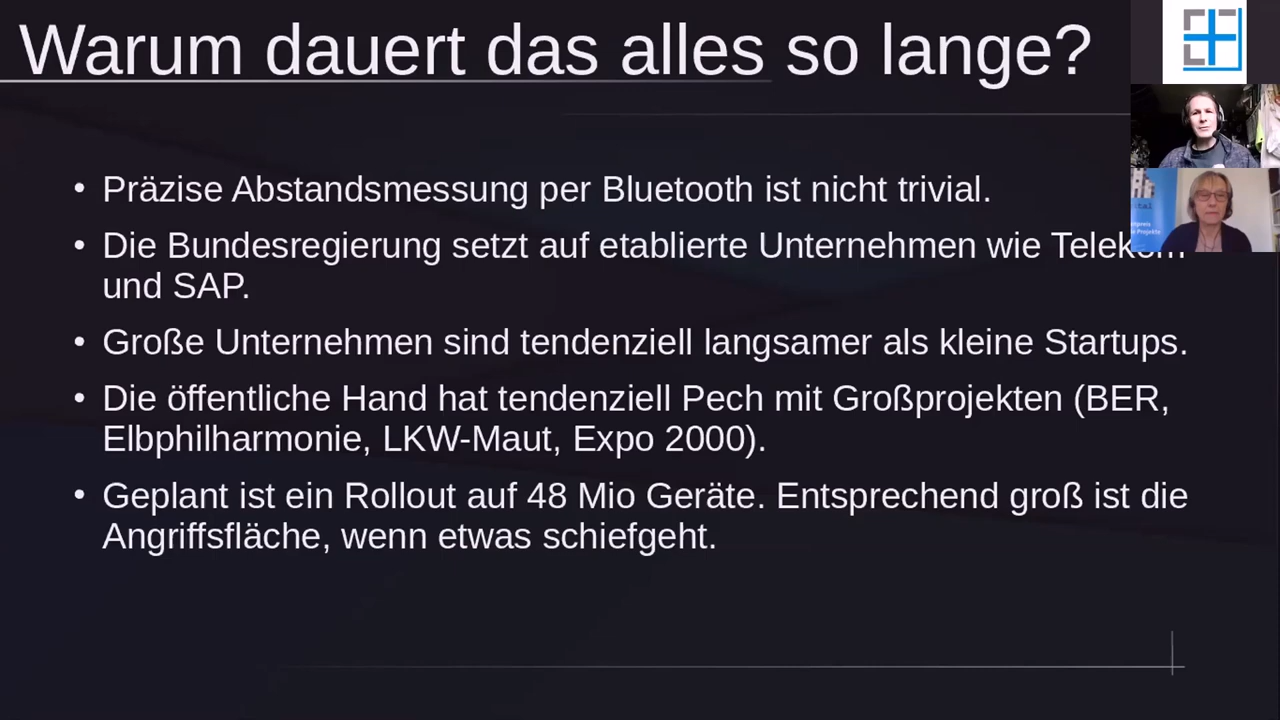 Warum dauert das alles so lange?
• Präzise Abstandsmessung per Bluetooth ist nicht trivial.
• Die Bundesregierung setzt auf etablierte Unternehmen wie Telekom
und SAP.
• Große Unternehmen sind tendenziell langsamer als kleine Startups.
• Die öffentliche Hand hat tendenziell Pech mit Großprojekten (BER,
Elbphilharmonie, LKW-Maut, Expo 2000).
• Geplant ist ein Rollout auf 48 Mio Geräte. Entsprechend groß ist die
Angriffsfläche, wenn etwas schiefgeht.